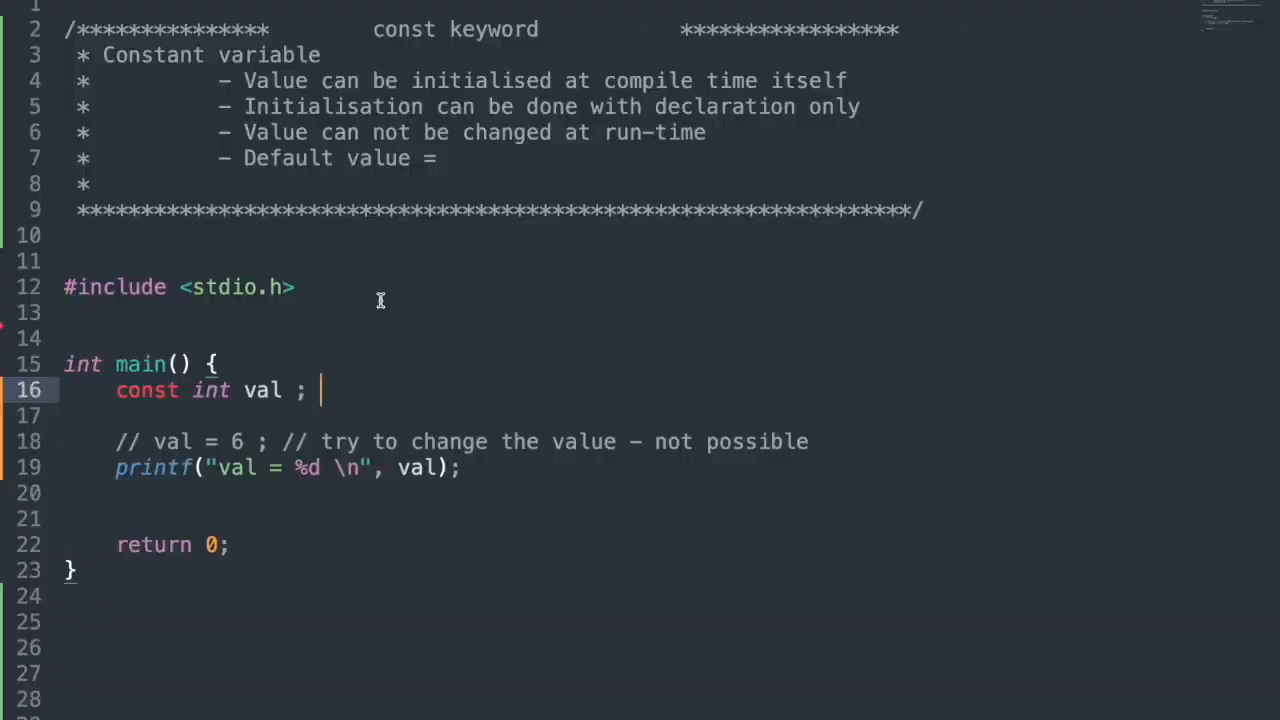 1
2 /*************** const keyword *****************
3 * Constant variable
4 * - Value can be initialised at compile time itself
5 * - Initialisation can be done with declaration only
6 * - Value can not be changed at run-time
7 * - Default value =
8 *
9 *****************************************************************/
10
11
12 #include <stdio.h>
13
14
15 int main() {
16 const int val ;
17
18 // val = 6 ; // try to change the value - not possible
19 printf("val = %d \n", val);
20
21
22 return 0;
23 }
24
25
26
27
28